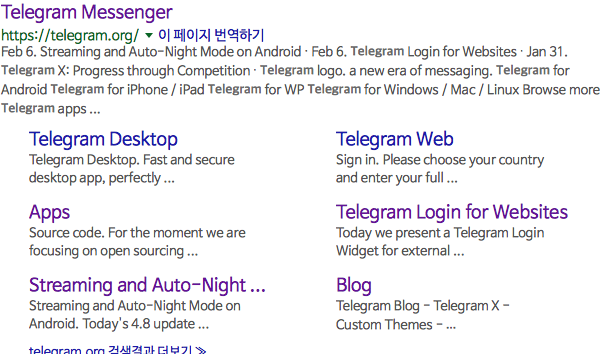 Telegram Messenger
https://telegram.org/ ▼ 이 페이지 번역하기
Feb 6. Streaming and Auto-Night Mode on Android · Feb 6. Telegram Login for Websites · Jan 31.
Telegram X: Progress through Competition · Telegram logo. a new era of messaging. Telegram for
Android Telegram for iPhone / iPad Telegram for WP Telegram for Windows / Mac / Linux Browse more
Telegram apps ...
Telegram Desktop
Telegram Desktop. Fast and secure
desktop app, perfectly ...
Telegram Web
Sign in. Please choose your country
and enter your full ...
Apps
Source code. For the moment we are
focusing on open sourcing ...
Telegram Login for Websites
Today we present a Telegram Login
Widget for external ...
Streaming and Auto-Night ...
Streaming and Auto-Night Mode on
Android. Today's 4.8 update ...
Blog
Telegram Blog - Telegram X -
Custom Themes - ...
telegram.org 검색결과 더보기 ≫